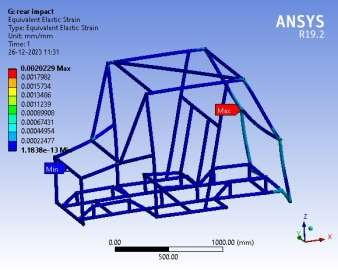 G: rear impact
Equivalent Elastic Strain
Type: Equivalent Elastic Strain
Unit: mm/mm
Time: 1
26-12-2023 11:31
ANSYS
R19.2
0.0020229 Max
0.0017982
0.0015734
0.0013486
0.0011239
0.00089908
0.00067431
0.00044954
0.00022477
1.1838e-13 Min
Max
Min
0.00
1000.00 (mm)
500.00
Z
Y
X